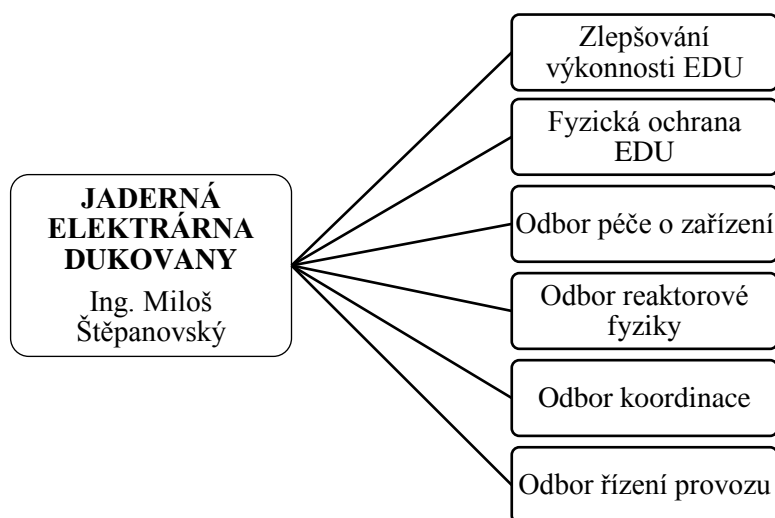 JADERNÁ
ELEKTRÁRNA
DUKOVANY
Ing. Miloš
Štěpanovský
Zlepšování
výkonnosti EDU
Fyzická ochrana
EDU
Odbor péče o zařízení
Odbor reaktorové
fyziky
Odbor koordinace
Odbor řízení provozu